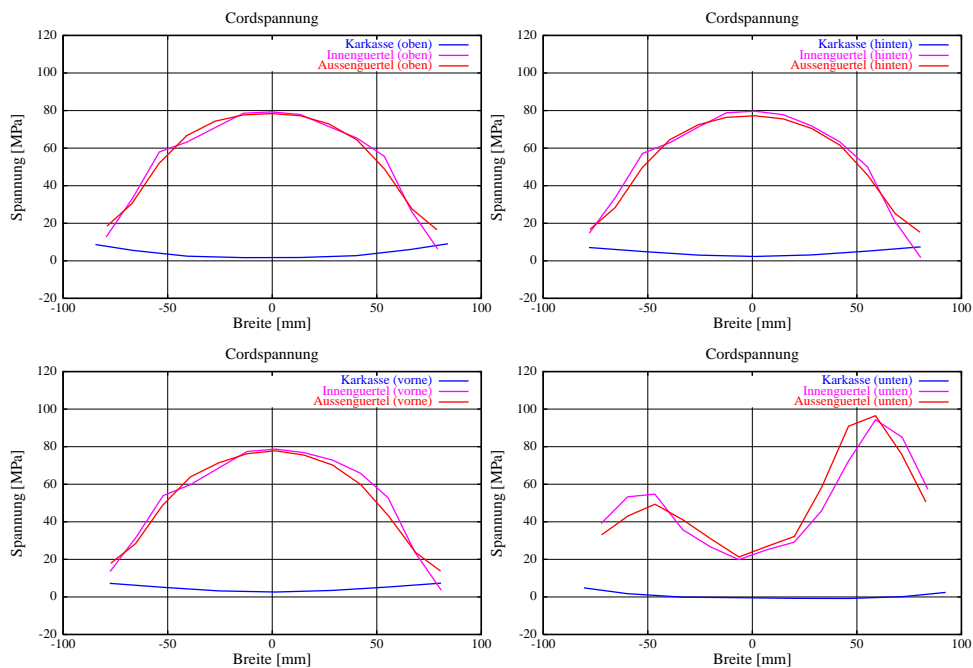 Cordspannung
120
100
80
60
40
20
0
-20
-100
-50
0
50
100
Spannung [MPa]
Breite [mm]
Karkasse (oben)
Innenguertel (oben)
Aussenguertel (oben)
Cordspannung
120
100
80
60
40
20
0
-20
-100
-50
0
50
100
Spannung [MPa]
Breite [mm]
Karkasse (hinten)
Innenguertel (hinten)
Aussenguertel (hinten)
Cordspannung
120
100
80
60
40
20
0
-20
-100
-50
0
50
100
Spannung [MPa]
Breite [mm]
Karkasse (vorne)
Innenguertel (vorne)
Aussenguertel (vorne)
Cordspannung
120
100
80
60
40
20
0
-20
-100
-50
0
50
100
Spannung [MPa]
Breite [mm]
Karkasse (unten)
Innenguertel (unten)
Aussenguertel (unten)